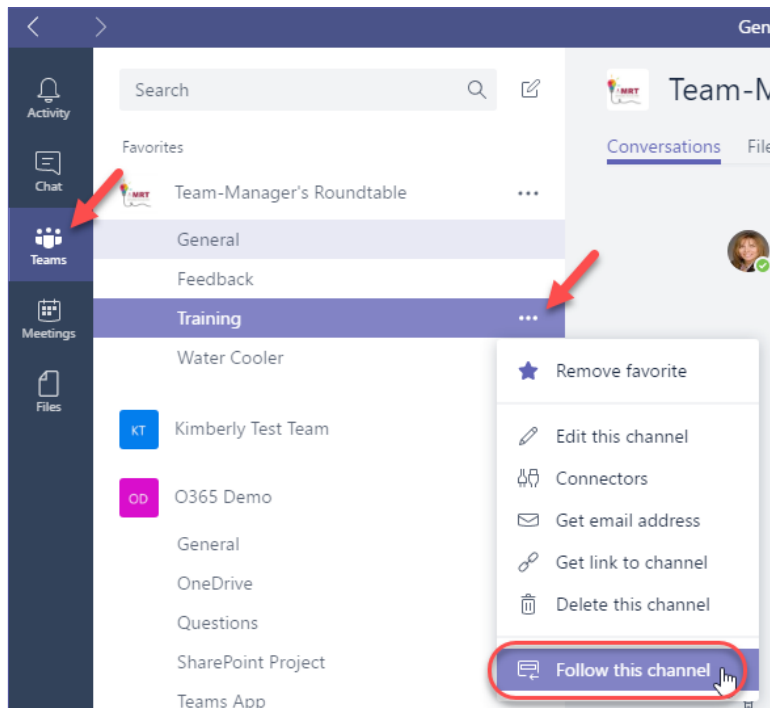 Gen
Activity
Search
Team-M
Favorites
Conversations File
Chat
MRT
Team-Manager's Roundtable
General
Teams
Feedback
Training
Meetings
Water Cooler
Remove favorite
Files
KT
Kimberly Test Team
Edit this channel
Connectors
OD
O365 Demo
Get email address
General
Get link to channel
OneDrive
Delete this channel
Questions
SharePoint Project
Follow this channel
Teams App